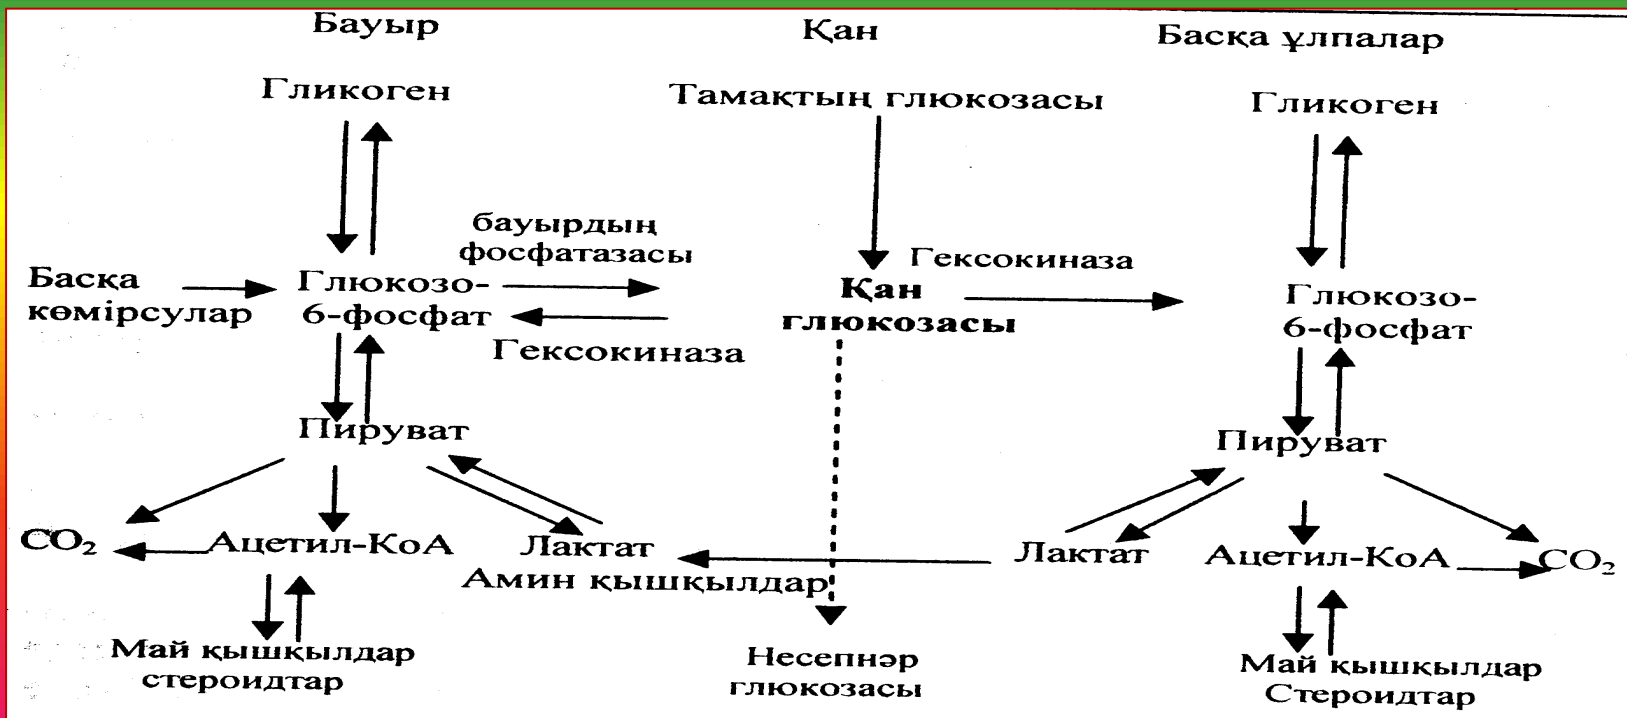 Бауыр
Қан
Басқа ұлпалар
Гликоген
Тамақтың глюкозасы
Гликоген
бауырдың
фосфатазасы
Гексокиназа
Басқа
көмірсулар
Глюкозо-
6-фосфат
Қан
глюкозасы
Глюкозо-
6-фосфат
Гексокиназа
Пируват
Пируват
CO₂
Ацетил-КоА
Лактат
Амин қышқылдар
Лактат
Ацетил-КоА
CO₂
Май қышқылдар
стероидтар
Несепнәр
глюкозасы
Май қышқылдар
Стероидтар